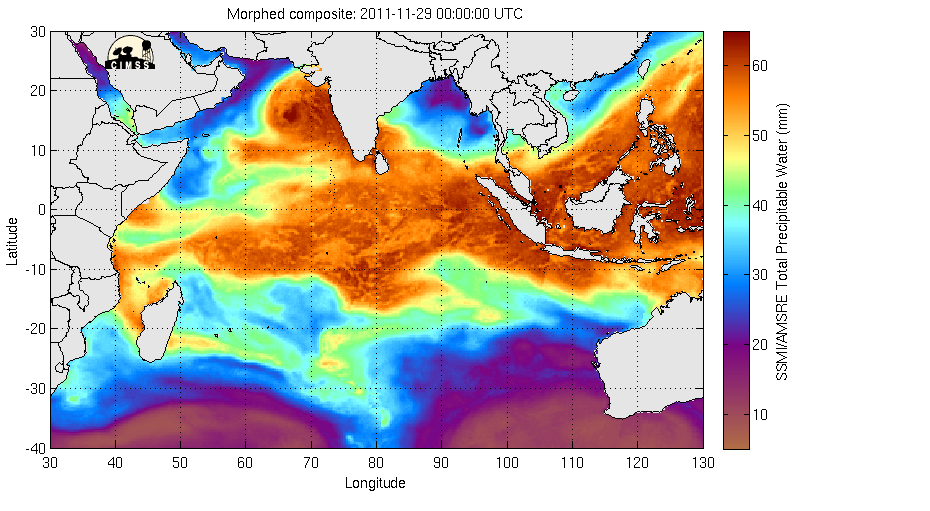 Morphed composite: 2011-11-29 00:00:00 UTC
CIMSS
30
20
10
0
-10
-20
-30
-40
Latitude
30 40 50 60 70 80 90 100 110 120 130
Longitude
60
50
40
30
20
10
SSMI/AMSRE Total Precipitable Water (mm)